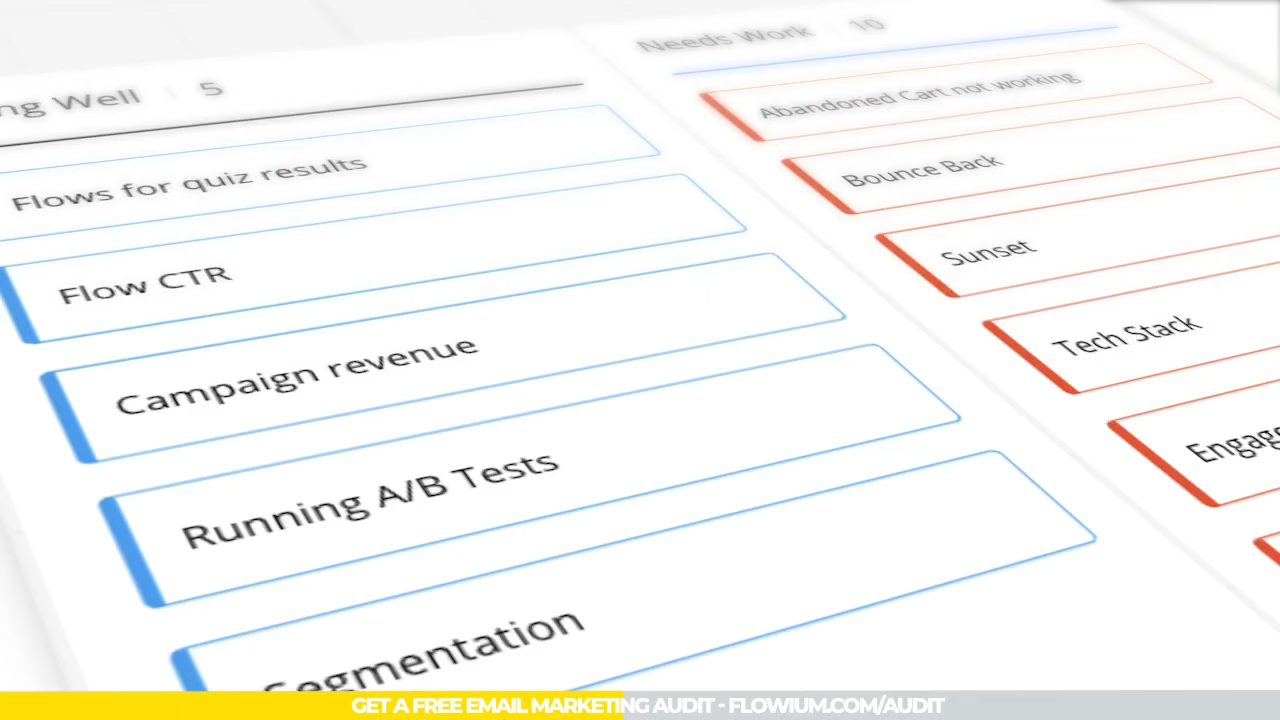 ng Well 5
Flows for quiz results
Flow CTR
Campaign revenue
Running A/B Tests
Segmentation
Needs Work 10
Abandoned Cart not working
Bounce Back
Sunset
Tech Stack
Engage
GET A FREE EMAIL MARKETING AUDIT - FLOWIUM.COM/AUDIT